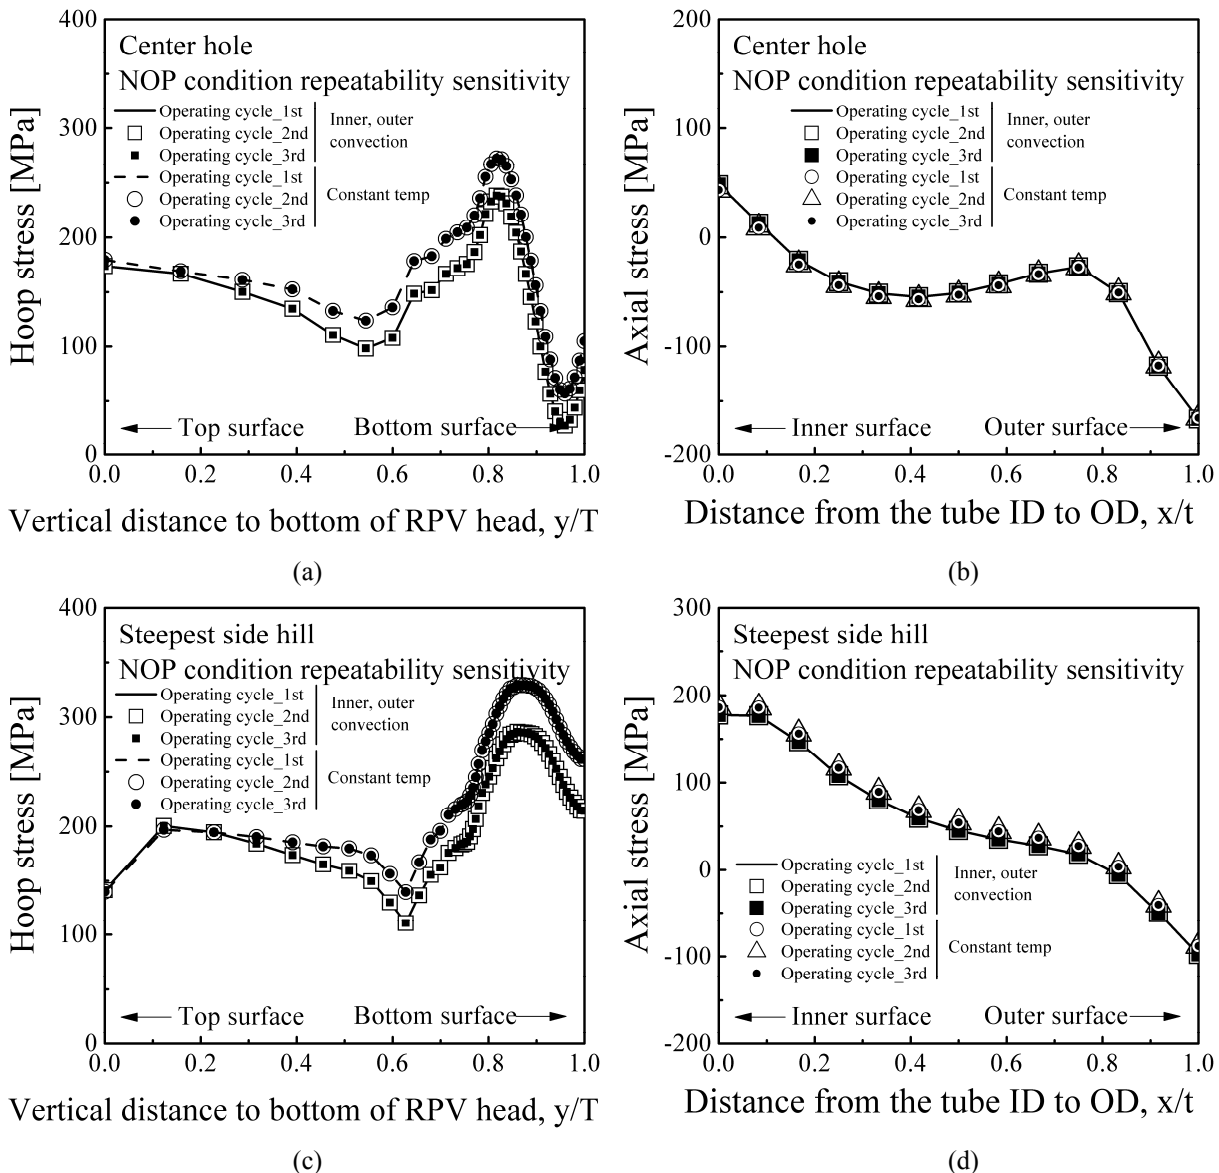 400
300
200
100
0
Hoop stress [MPa]
Center hole
NOP condition repeatability sensitivity
Operating cycle_1st
Operating cycle_2nd
Operating cycle_3rd
Inner, outer
convection
Operating cycle_1st
Operating cycle_2nd
Operating cycle_3rd
Constant temp
Top surface
Bottom surface
0.0 0.2 0.4 0.6 0.8 1.0
Vertical distance to bottom of RPV head, y/T
(a)
200
100
0
-100
-200
Axial stress [MPa]
Center hole
NOP condition repeatability sensitivity
Operating cycle_1st
Operating cycle_2nd
Operating cycle_3rd
Inner, outer
convection
Operating cycle_1st
Operating cycle_2nd
Operating cycle_3rd
Constant temp
Inner surface
Outer surface
0.0 0.2 0.4 0.6 0.8 1.0
Distance from the tube ID to OD, x/t
(b)
400
300
200
100
0
Hoop stress [MPa]
Steepest side hill
NOP condition repeatability sensitivity
Operating cycle_1st
Operating cycle_2nd
Operating cycle_3rd
Inner, outer
convection
Operating cycle_1st
Operating cycle_2nd
Operating cycle_3rd
Constant temp
Top surface
Bottom surface
0.0 0.2 0.4 0.6 0.8 1.0
Vertical distance to bottom of RPV head, y/T
(c)
300
200
100
0
-100
-200
Axial stress [MPa]
Steepest side hill
NOP condition repeatability sensitivity
Operating cycle_1st
Operating cycle_2nd
Operating cycle_3rd
Inner, outer
convection
Operating cycle_1st
Operating cycle_2nd
Operating cycle_3rd
Constant temp
Inner surface
Outer surface
0.0 0.2 0.4 0.6 0.8 1.0
Distance from the tube ID to OD, x/t
(d)